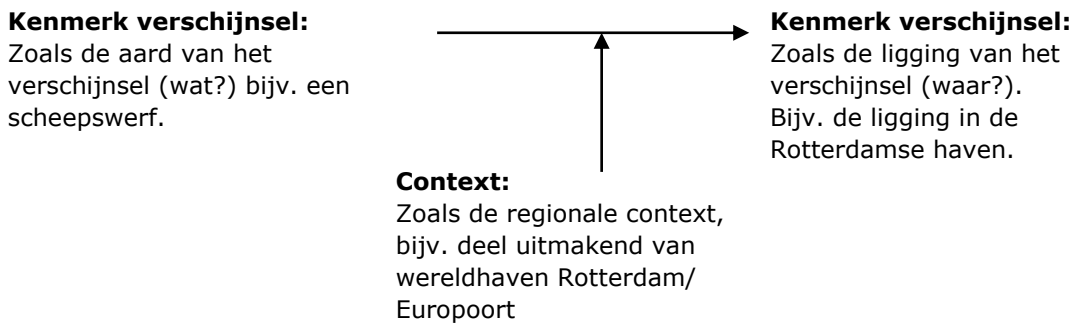 Kenmerk verschijnsel:
Zoals de aard van het
verschijnsel (wat?) bijv. een
scheepswerf.
Kenmerk verschijnsel:
Zoals de ligging van het
verschijnsel (waar?).
Bijv. de ligging in de
Rotterdamse haven.
Context:
Zoals de regionale context,
bijv. deel uitmakend van
wereldhaven Rotterdam/
Europoort